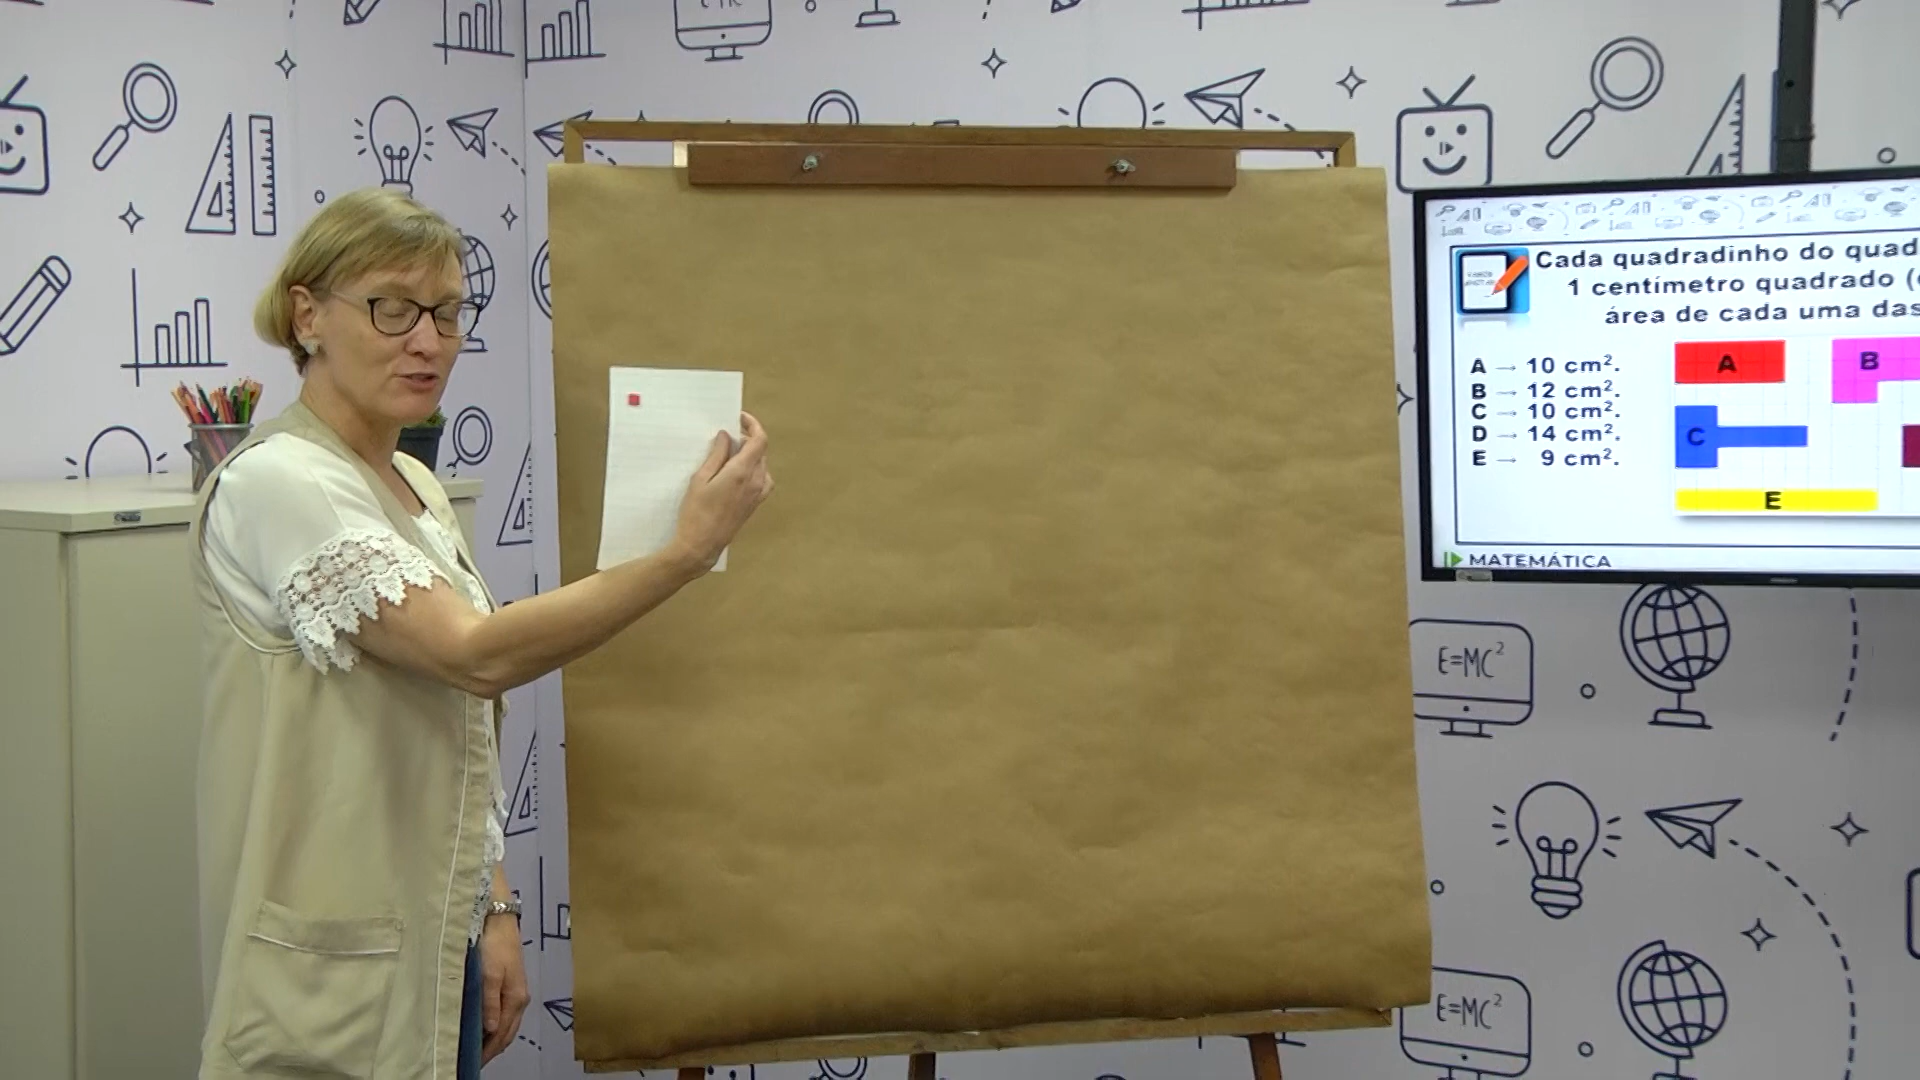 Cada quadradinho do quad
1 centímetro quadrado (
área de cada uma das
A → 10 cm².
B → 12 cm².
C → 10 cm².
D → 14 cm².
E → 9 cm².
A
B
C
E
MATEMÁTICA
E=MC²
E=MC²